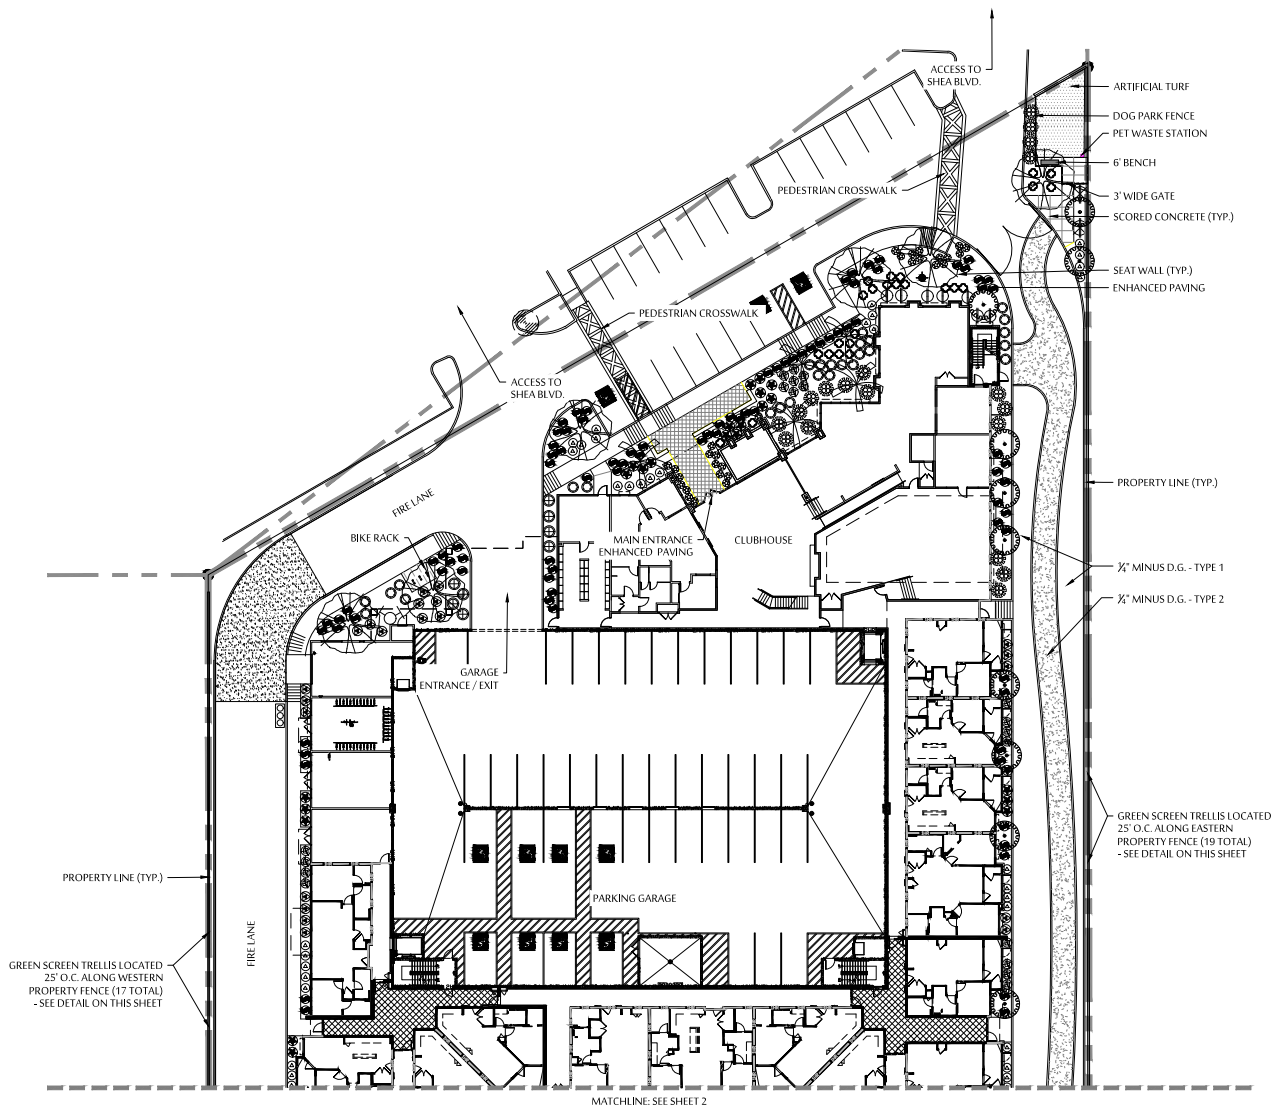 ACCESS TO
SHEA BLVD.
ARTIFICIAL TURF
DOG PARK FENCE
PET WASTE STATION
6' BENCH
PEDESTRIAN CROSSWALK
3' WIDE GATE
SCORED CONCRETE (TYP.)
SEAT WALL (TYP.)
ENHANCED PAVING
PEDESTRIAN CROSSWALK
ACCESS TO
SHEA BLVD.
FIRE LANE
BIKE RACK
MAIN ENTRANCE
ENHANCED PAVING
CLUBHOUSE
PROPERTY LINE (TYP.)
¼" MINUS D.G. - TYPE 1
¼" MINUS D.G. - TYPE 2
GARAGE
ENTRANCE / EXIT
GREEN SCREEN TRELLIS LOCATED
25' O.C. ALONG EASTERN
PROPERTY FENCE (19 TOTAL)
- SEE DETAIL ON THIS SHEET
PROPERTY LINE (TYP.)
PARKING GARAGE
FIRE LANE
GREEN SCREEN TRELLIS LOCATED
25' O.C. ALONG WESTERN
PROPERTY FENCE (17 TOTAL)
- SEE DETAIL ON THIS SHEET
MATCHLINE: SEE SHEET 2